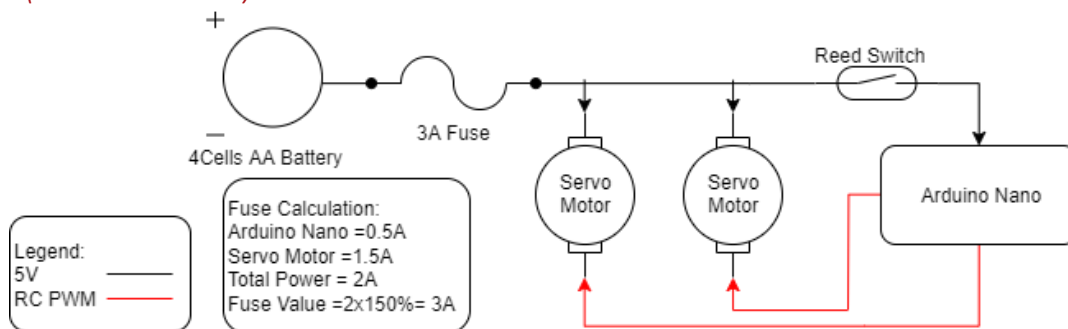 +
Reed Switch
3A Fuse
–
4Cells AA Battery
Servo
Motor
Servo
Motor
Arduino Nano
Fuse Calculation:
Arduino Nano =0.5A
Servo Motor =1.5A
Total Power = 2A
Fuse Value =2x150%= 3A
Legend:
5V
RC PWM